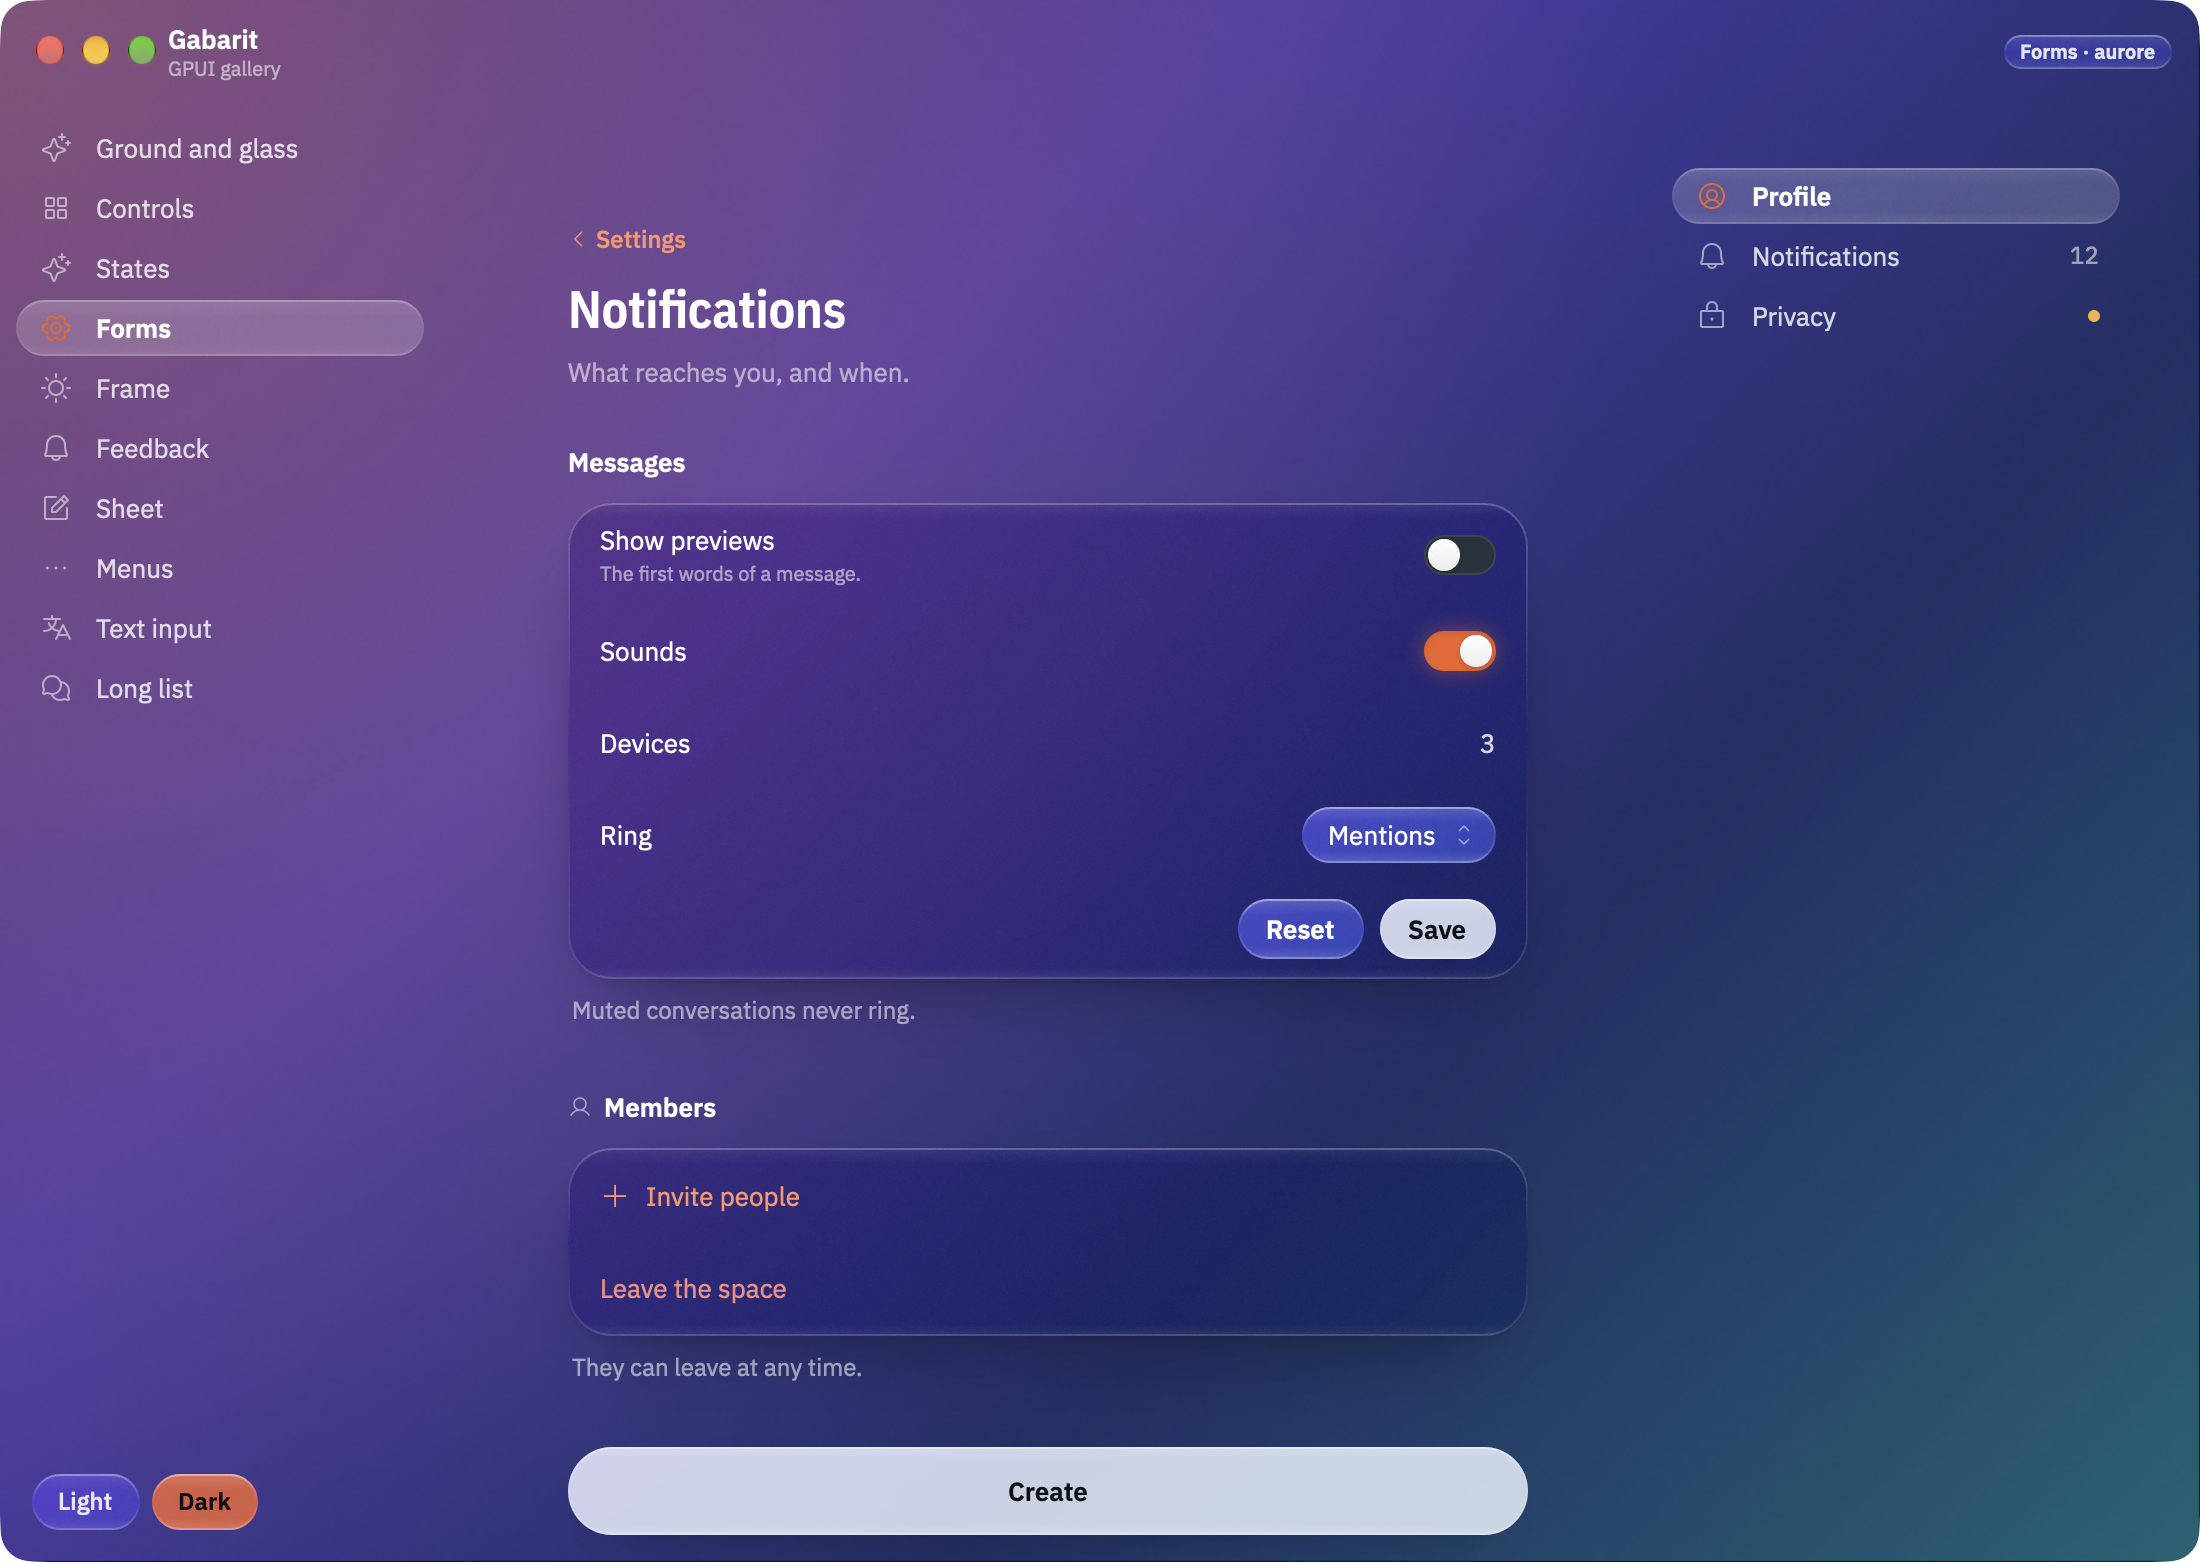 Gabarit
GPUI gallery
Forms · aurore
Ground and glass
Controls
States
Forms
Frame
Feedback
Sheet
Menus
Text input
Long list
Light
Dark
Settings
Notifications
What reaches you, and when.
Messages
Show previews
The first words of a message.
Sounds
Devices
3
Ring
Mentions
Reset
Save
Muted conversations never ring.
Members
Invite people
Leave the space
They can leave at any time.
Create
Profile
Notifications
12
Privacy